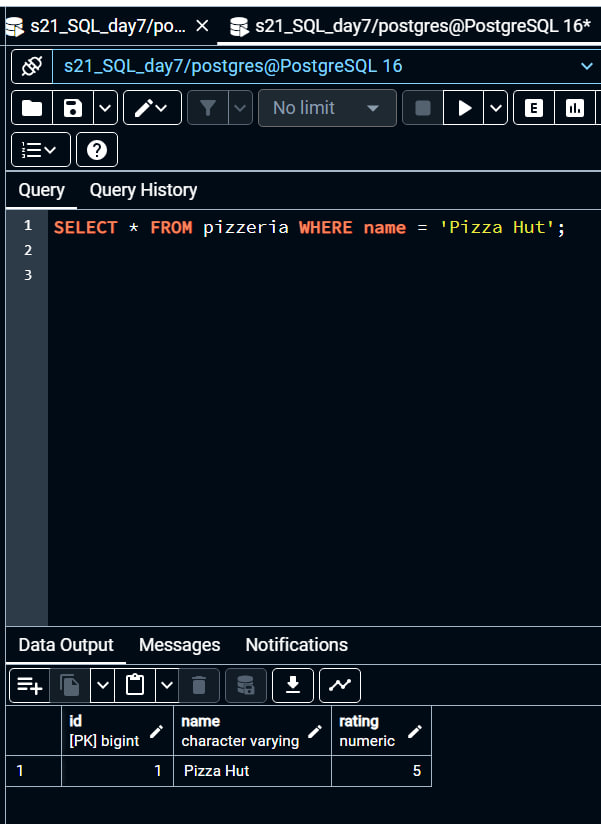 s21_SQL_day7/po... s21_SQL_day7/postgres@PostgreSQL 16*
s21_SQL_day7/postgres@PostgreSQL 16
No limit E
Query Query History
1 SELECT * FROM pizzeria WHERE name = 'Pizza Hut';
2
3
Data Output Messages Notifications
id name rating
[PK] bigint character varying numeric
1 1 Pizza Hut 5